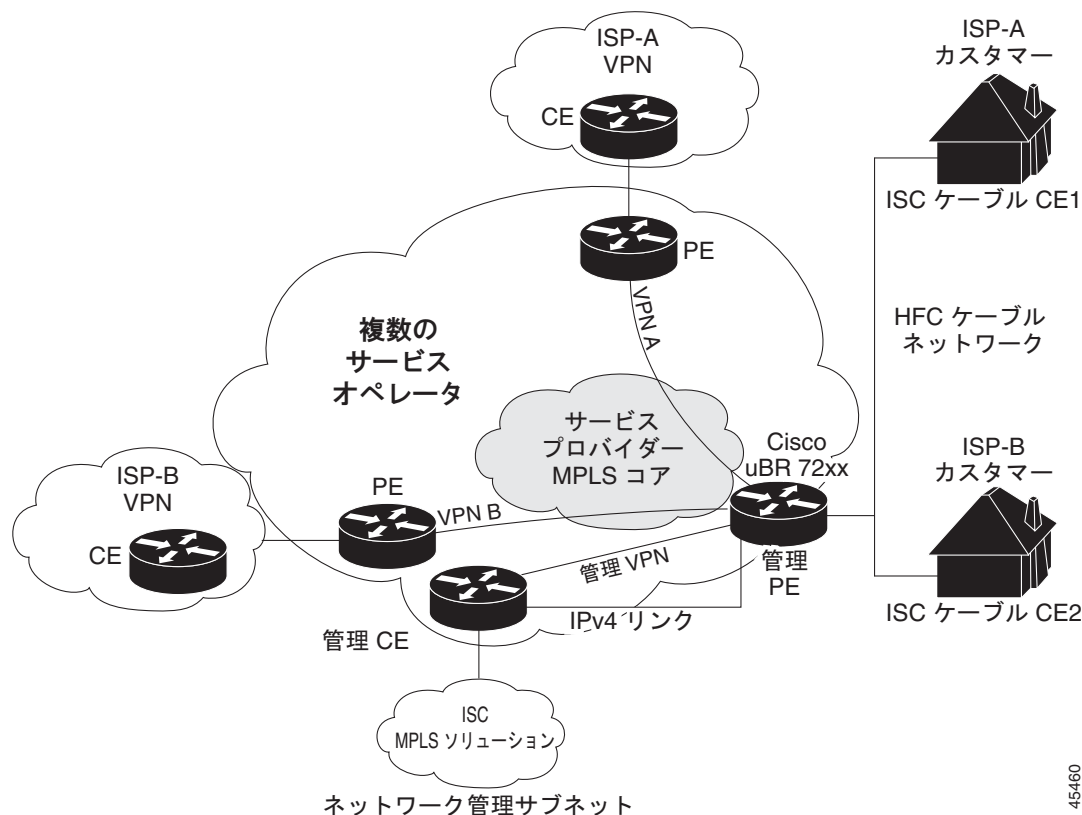 ISP-A
VPN
CE
ISP-A
カスタマー
ISC ケーブル CE1
PE
VPN A
複数の
サービス
オペレータ
HFC ケーブル
ネットワーク
サービス
プロバイダー
MPLS コア
Cisco
uBR 72xx
ISP-B
カスタマー
ISP-B
VPN
CE
PE
VPN B
管理 VPN
管理
PE
ISC ケーブル CE2
IPv4 リンク
管理 CE
ISC
MPLS ソリューション
ネットワーク管理サブネット
45460